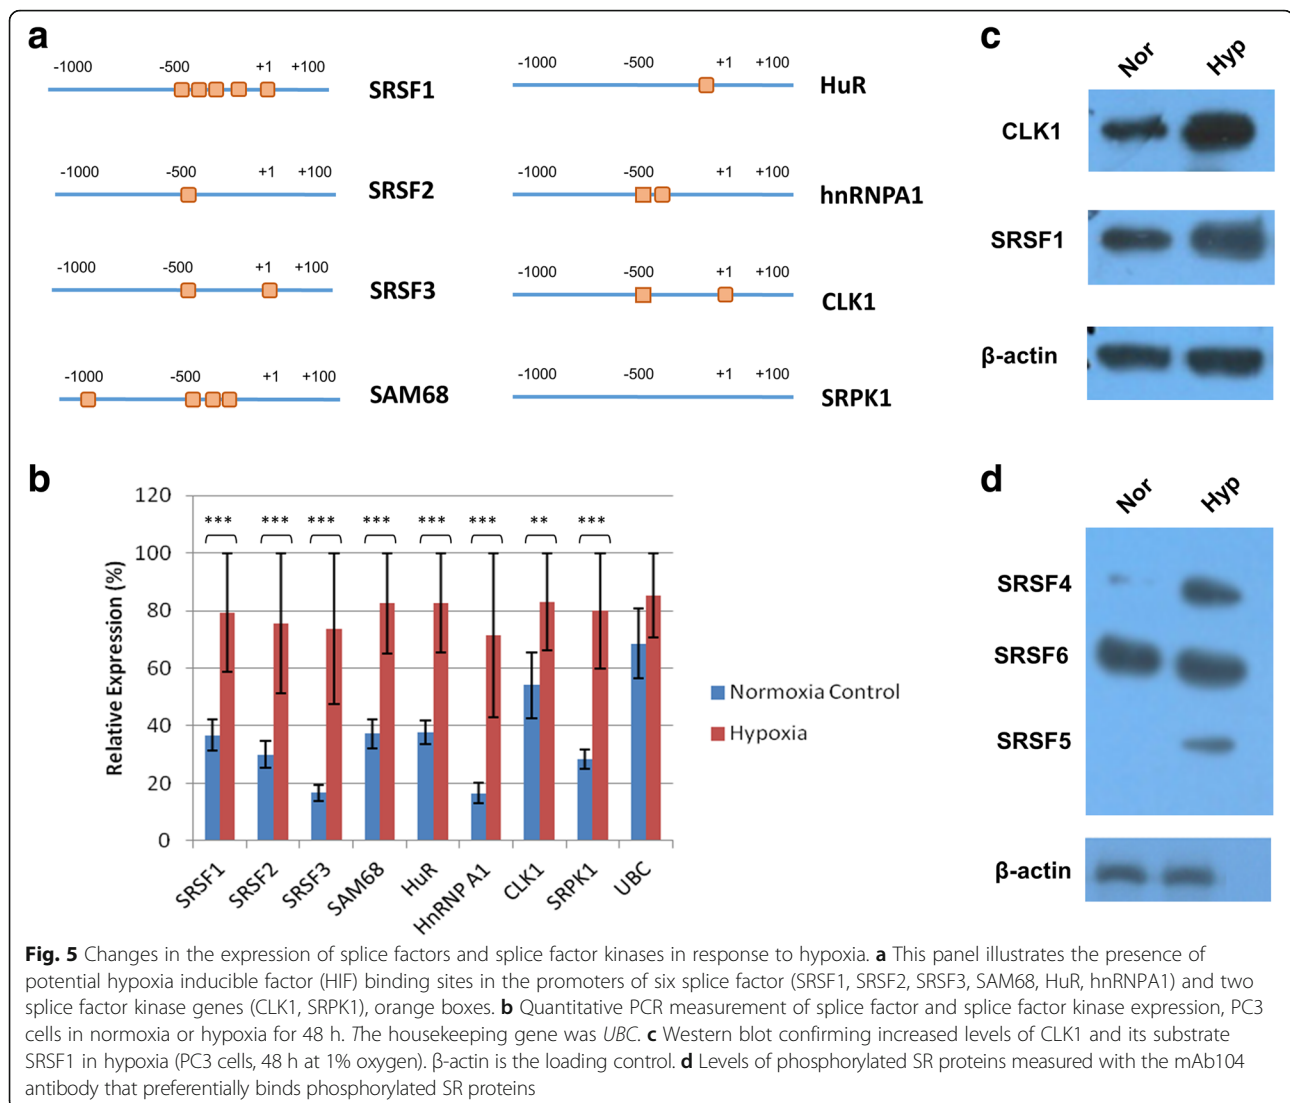 a
-1000 -500 +1 +100
SRSF1
-1000 -500 +1 +100
HuR
-1000 -500 +1 +100
SRSF2
-1000 -500 +1 +100
hnRNPA1
-1000 -500 +1 +100
SRSF3
-1000 -500 +1 +100
CLK1
-1000 -500 +1 +100
SAM68
-1000 -500 +1 +100
SRPK1
b
Relative Expression (%)
120
100
80
60
40
20
0
*** *** *** *** *** *** ** ***
SRSF1 SRSF2 SRSF3 SAM68 HuR HnRNP A1 CLK1 SRPK1 UBC
Normoxia Control
Hypoxia
c
Nor Hyp
CLK1
SRSF1
β-actin
d
Nor Hyp
SRSF4
SRSF6
SRSF5
β-actin
Fig. 5 Changes in the expression of splice factors and splice factor kinases in response to hypoxia. a This panel illustrates the presence of
potential hypoxia inducible factor (HIF) binding sites in the promoters of six splice factor (SRSF1, SRSF2, SRSF3, SAM68, HuR, hnRNPA1) and two
splice factor kinase genes (CLK1, SRPK1), orange boxes. b Quantitative PCR measurement of splice factor and splice factor kinase expression, PC3
cells in normoxia or hypoxia for 48 h. The housekeeping gene was UBC. c Western blot confirming increased levels of CLK1 and its substrate
SRSF1 in hypoxia (PC3 cells, 48 h at 1% oxygen). β-actin is the loading control. d Levels of phosphorylated SR proteins measured with the mAb104
antibody that preferentially binds phosphorylated SR proteins